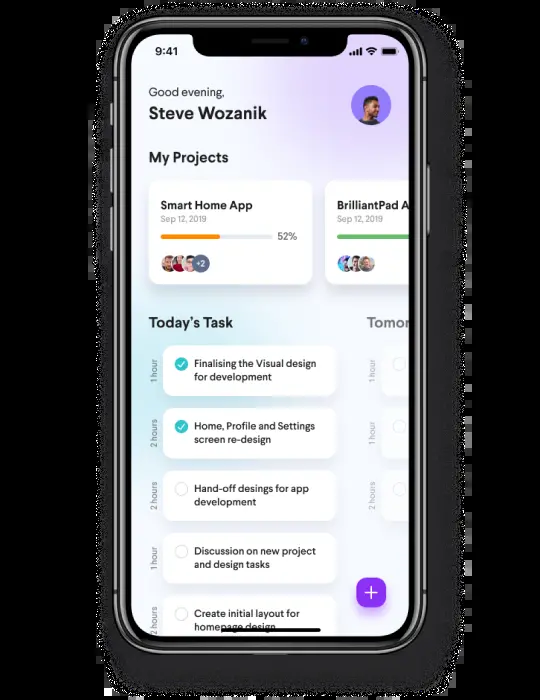 9:41
Good evening,
Steve Wozanik
My Projects
Smart Home App
Sep 12, 2019
52%
+2
BrilliantPad A
Sep 12, 2019
Today's Task
Tomor
1 hour
Finalising the Visual design
for development
1 hour
2 hours
Home, Profile and Settings
screen re-design
1 hour
2 hours
Hand-off desings for app
development
2 hours
1 hour
Discussion on new project
and design tasks
2 hours
Create initial layout for
homepage design